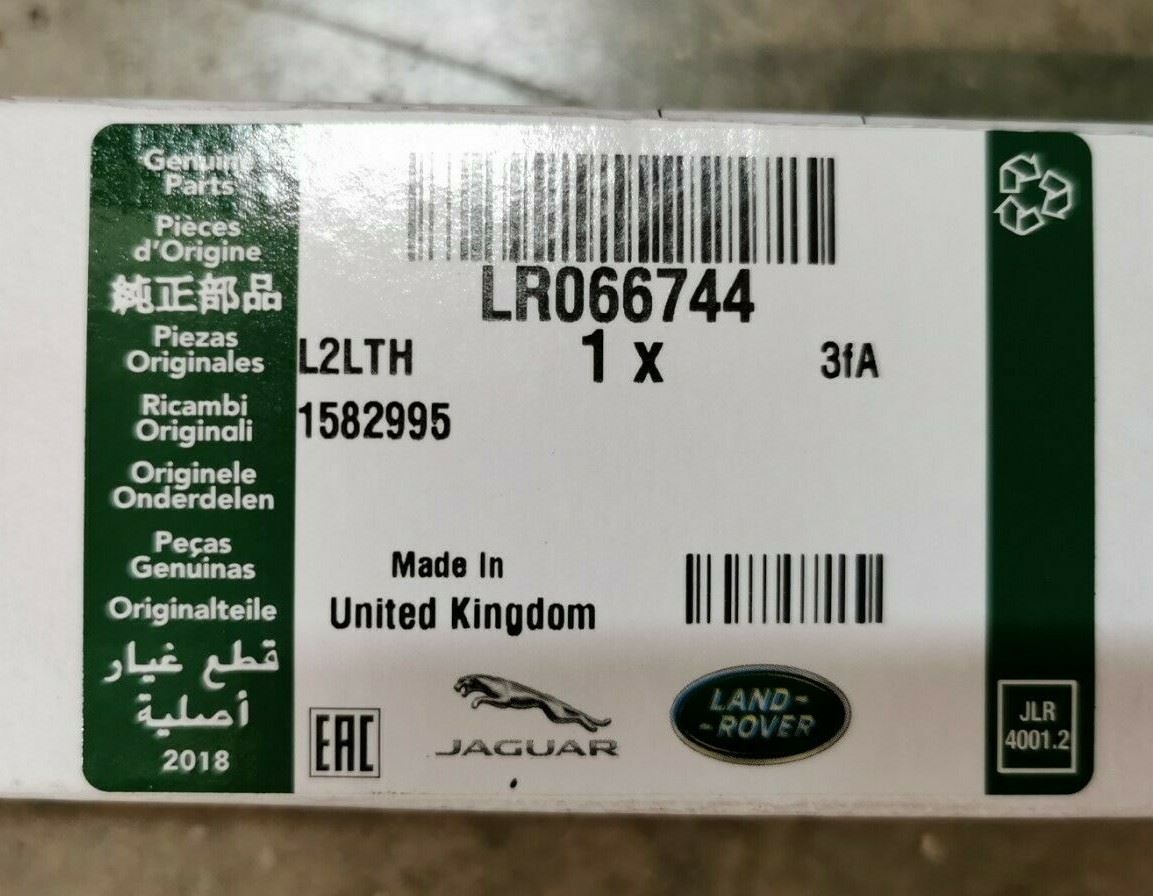 Genuine
Parts
Pièces
d'Origine
純正部品
Piezas
Originales
Ricambi
Originali
Originele
Onderdelen
Peças
Genuinas
Originalteile
قطع غيار
أصلية
2018
LR066744
L2LTH 1 x 3fA
1582995
Made In
United Kingdom
EAC
JAGUAR
LAND-
-ROVER
JLR
4001.2